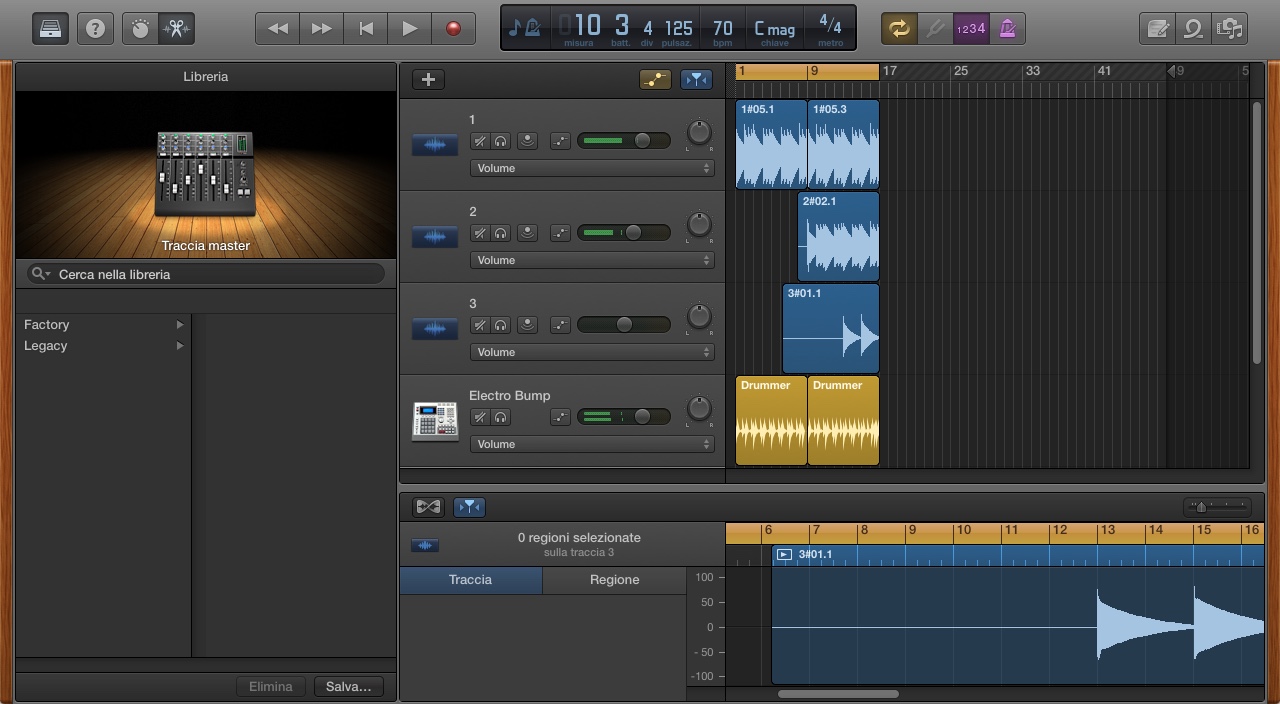 10 3 4 125 70 C mag 4/4
misura batt. div pulsaz. bpm chiave metro
1234
Libreria
Traccia master
Cerca nella libreria
Factory
Legacy
Elimina Salva...
1 9 17 25 33 41 9 5
1
L R
Volume
1#05.1 1#05.3
2
L R
Volume
2#02.1
3
L R
Volume
3#01.1
Electro Bump
L R
Volume
Drummer Drummer
0 regioni selezionate
sulla traccia 3
Traccia Regione
6 7 8 9 10 11 12 13 14 15 16
3#01.1
100
50
0
- 50
-100